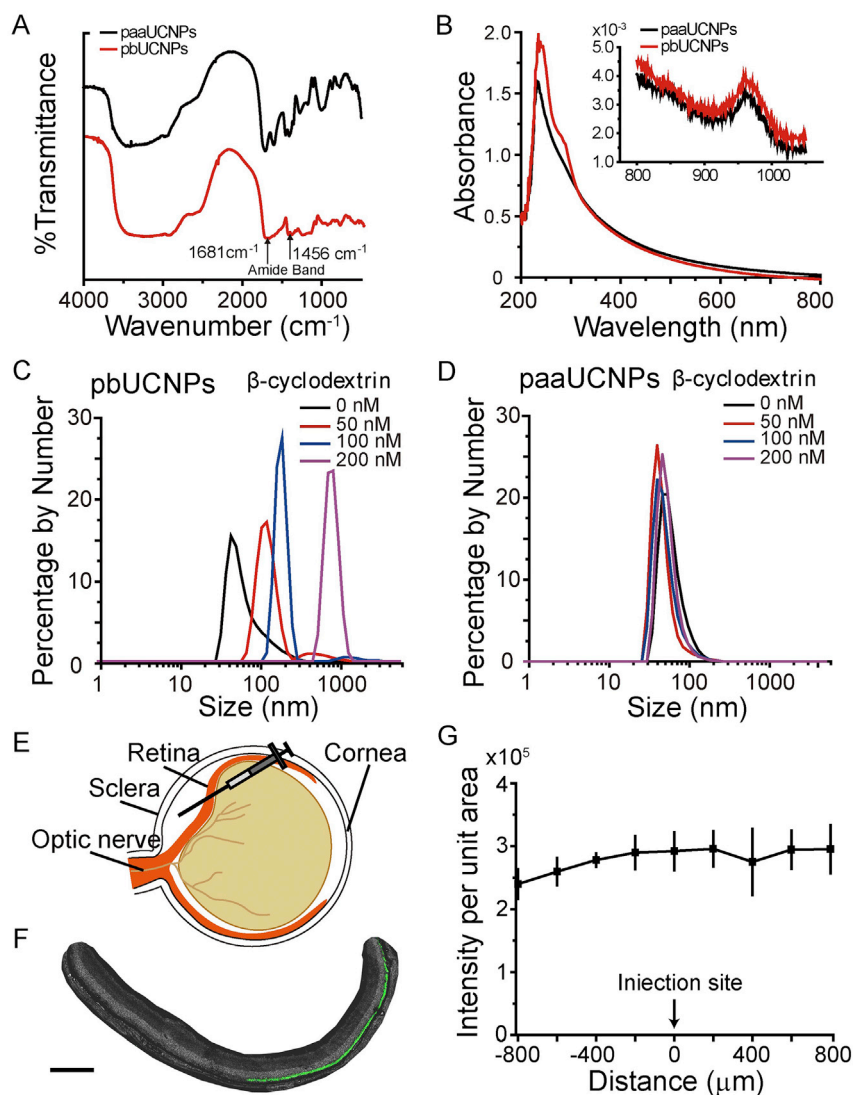 A
paaUCNPs
pbUCNPs
%Transmittance
1681cm-1
1456 cm-1
Amide Band
4000
3000
2000
1000
Wavenumber (cm-1)
B
paaUCNPs
pbUCNPs
Absorbance
2.0
1.5
1.0
0.5
0
200
400
600
800
Wavelength (nm)
x10-3
5.0
4.0
3.0
2.0
1.0
800
900
1000
C
pbUCNPs
β-cyclodextrin
0 nM
50 nM
100 nM
200 nM
Percentage by Number
30
20
10
0
1
10
100
1000
Size (nm)
D
paaUCNPs
β-cyclodextrin
0 nM
50 nM
100 nM
200 nM
Percentage by Number
30
20
10
0
1
10
100
1000
Size (nm)
E
Retina
Cornea
Sclera
Optic nerve
F
G
x105
Intensity per unit area
4
3
2
1
0
Iniection site
-800
-400
0
400
800
Distance (μm)